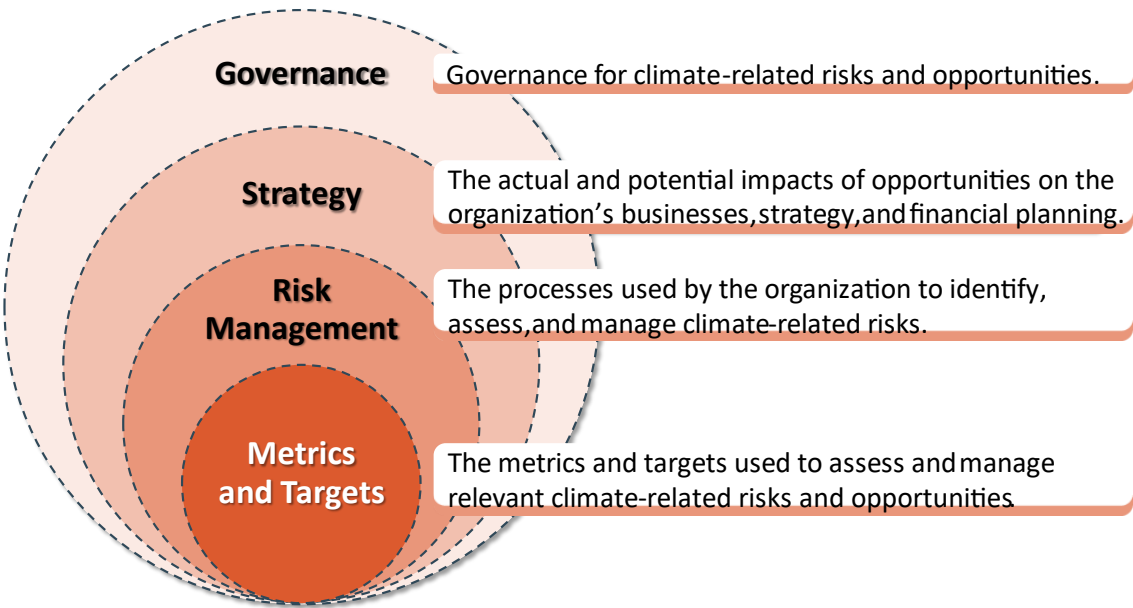 Governance
Governance for climate-related risks and opportunities.
Strategy
The actual and potential impacts of opportunities on the
organization's businesses,strategy,and financial planning.
Risk
Management
The processes used by the organization to identify,
assess,and manage climate-related risks.
Metrics
and Targets
The metrics and targets used to assess and manage
relevant climate-related risks and opportunities.